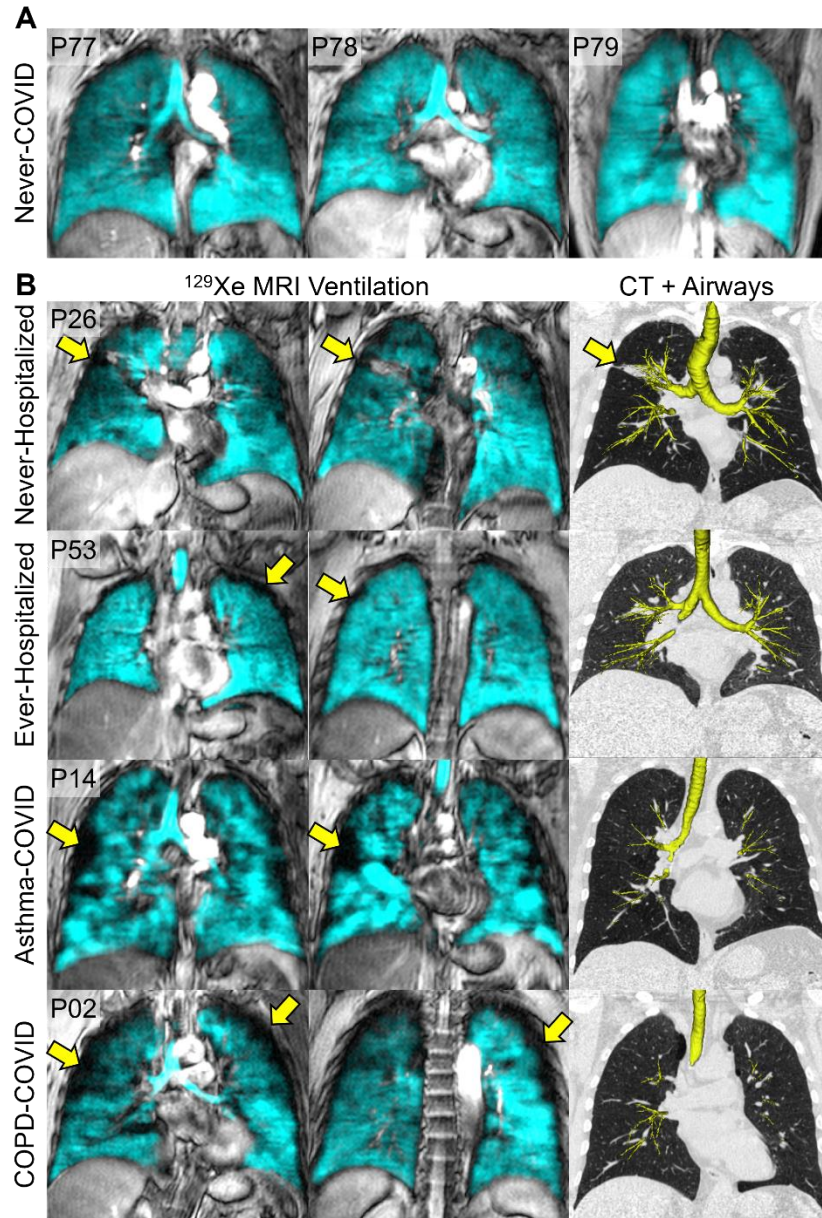 A
P77
P78
P79
Never-COVID
B
¹²⁹Xe MRI Ventilation
CT + Airways
P26
Never-Hospitalized
P53
Ever-Hospitalized
P14
Asthma-COVID
P02
COPD-COVID